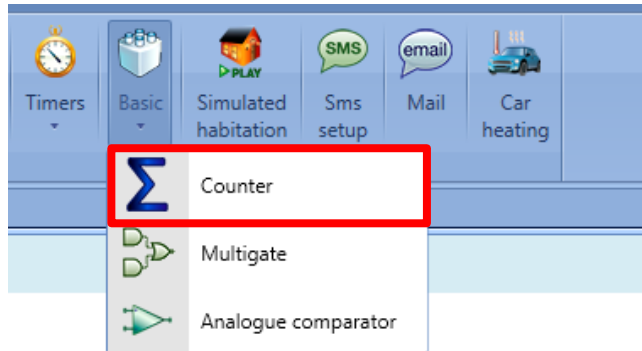 SMS
email
PLAY
Timers
Basic
Simulated
habitation
Sms
setup
Mail
Car
heating
Counter
Multigate
Analogue comparator